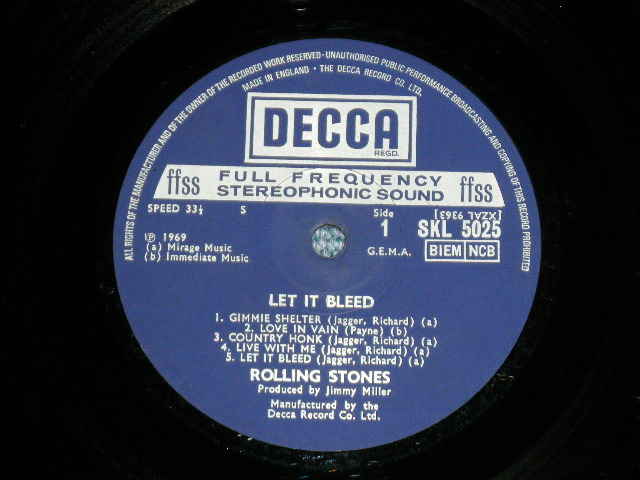 ALL RIGHTS OF THE MANUFACTURER AND OF THE OWNER OF THE RECORDED WORK RESERVED · UNAUTHORISED PUBLIC PERFORMANCE BROADCASTING AND COPYING OF THIS RECORD PROHIBITED
MADE IN ENGLAND · THE DECCA RECORD CO. LTD.
DECCA
REGD.
ffss FULL FREQUENCY STEREOPHONIC SOUND ffss
SPEED 33⅓ S Side 1 [XZAL 9363]
SKL 5025
℗ 1969
(a) Mirage Music
(b) Immediate Music
G.E.M.A. BIEM NCB
LET IT BLEED
1. GIMMIE SHELTER (Jagger, Richard) (a)
2. LOVE IN VAIN (Payne) (b)
3. COUNTRY HONK (Jagger, Richard) (a)
4. LIVE WITH ME (Jagger, Richard) (a)
5. LET IT BLEED (Jagger, Richard) (a)
ROLLING STONES
Produced by Jimmy Miller
Manufactured by the
Decca Record Co. Ltd.